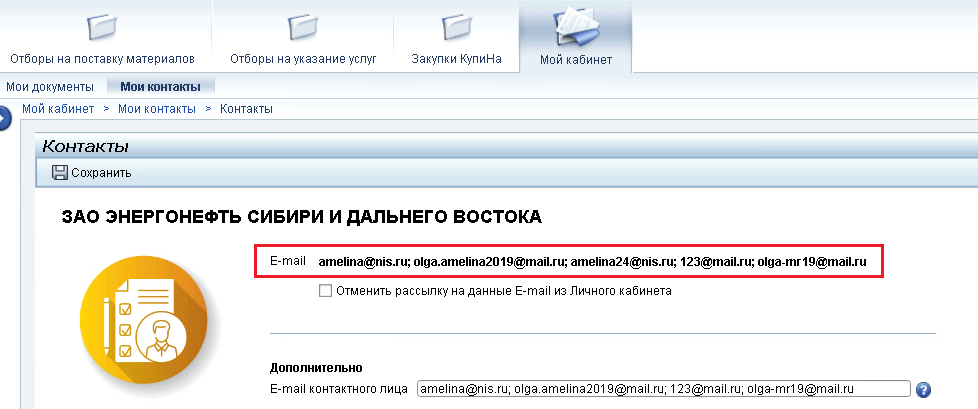 Отборы на поставку материалов
Отборы на указание услуг
Закупки КупиНа
Мой кабинет
Мои документы
Мои контакты
Мой кабинет > Мои контакты > Контакты
Контакты
Сохранить
ЗАО ЭНЕРГОНЕФТЬ СИБИРИ И ДАЛЬНЕГО ВОСТОКА
E-mail amelina@nis.ru; olga.amelina2019@mail.ru; amelina24@nis.ru; 123@mail.ru; olga-mr19@mail.ru
Отменить рассылку на данные E-mail из Личного кабинета
Дополнительно
E-mail контактного лица amelina@nis.ru; olga.amelina2019@mail.ru; 123@mail.ru; olga-mr19@mail.ru ?